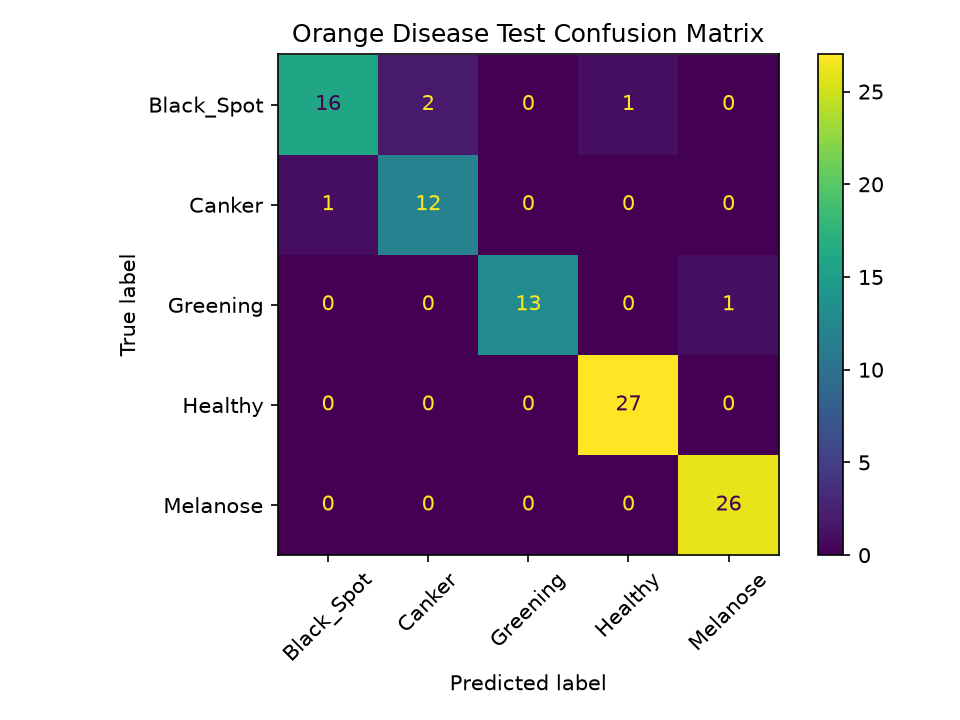 Orange Disease Test Confusion Matrix
True label
Black_Spot 16 2 0 1 0
Canker 1 12 0 0 0
Greening 0 0 13 0 1
Healthy 0 0 0 27 0
Melanose 0 0 0 0 26
Black_Spot Canker Greening Healthy Melanose
Predicted label
25
20
15
10
5
0